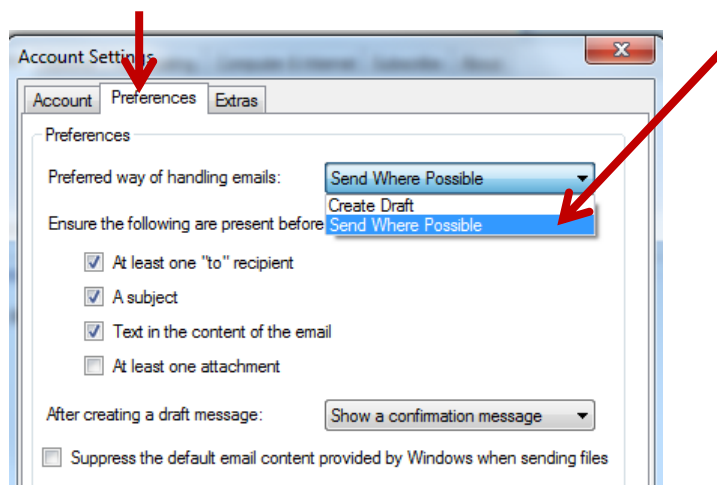 Account Settings
Account Preferences Extras
Preferences
Preferred way of handling emails: Send Where Possible
Create Draft
Ensure the following are present before Send Where Possible
At least one "to" recipient
A subject
Text in the content of the email
At least one attachment
After creating a draft message: Show a confirmation message
Suppress the default email content provided by Windows when sending files